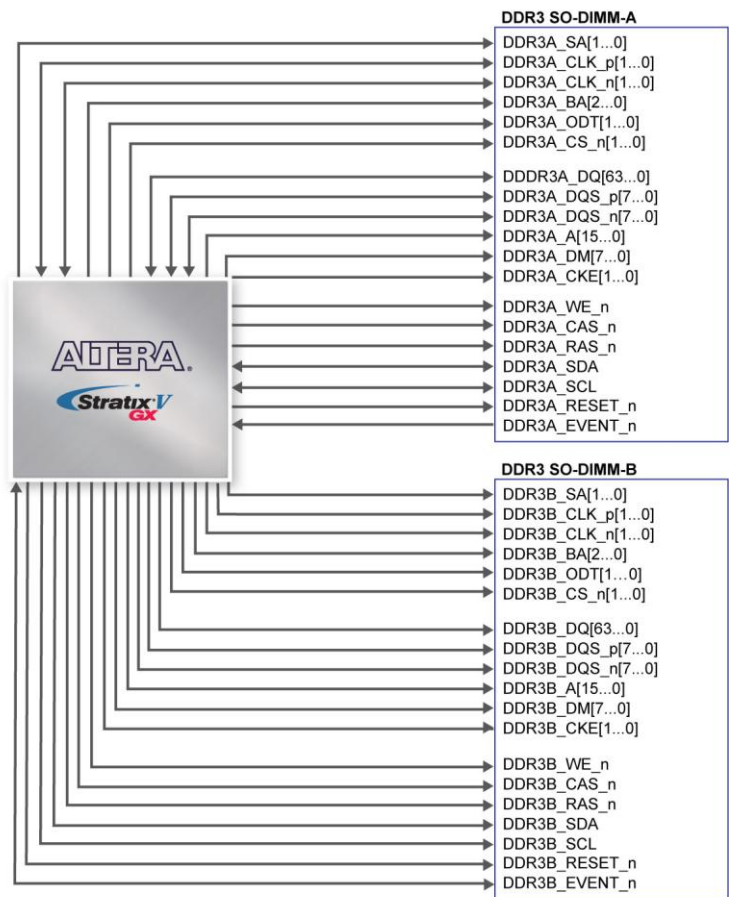 DDR3 SO-DIMM-A
DDR3A_SA[1...0]
DDR3A_CLK_p[1...0]
DDR3A_CLK_n[1...0]
DDR3A_BA[2...0]
DDR3A_ODT[1...0]
DDR3A_CS_n[1...0]
DDDR3A_DQ[63...0]
DDR3A_DQS_p[7...0]
DDR3A_DQS_n[7...0]
DDR3A_A[15...0]
DDR3A_DM[7...0]
DDR3A_CKE[1...0]
DDR3A_WE_n
DDR3A_CAS_n
DDR3A_RAS_n
DDR3A_SDA
DDR3A_SCL
DDR3A_RESET_n
DDR3A_EVENT_n
ALTERA®
Stratix V
GX
DDR3 SO-DIMM-B
DDR3B_SA[1...0]
DDR3B_CLK_p[1...0]
DDR3B_CLK_n[1...0]
DDR3B_BA[2...0]
DDR3B_ODT[1...0]
DDR3B_CS_n[1...0]
DDR3B_DQ[63...0]
DDR3B_DQS_p[7...0]
DDR3B_DQS_n[7...0]
DDR3B_A[15...0]
DDR3B_DM[7...0]
DDR3B_CKE[1...0]
DDR3B_WE_n
DDR3B_CAS_n
DDR3B_RAS_n
DDR3B_SDA
DDR3B_SCL
DDR3B_RESET_n
DDR3B_EVENT_n